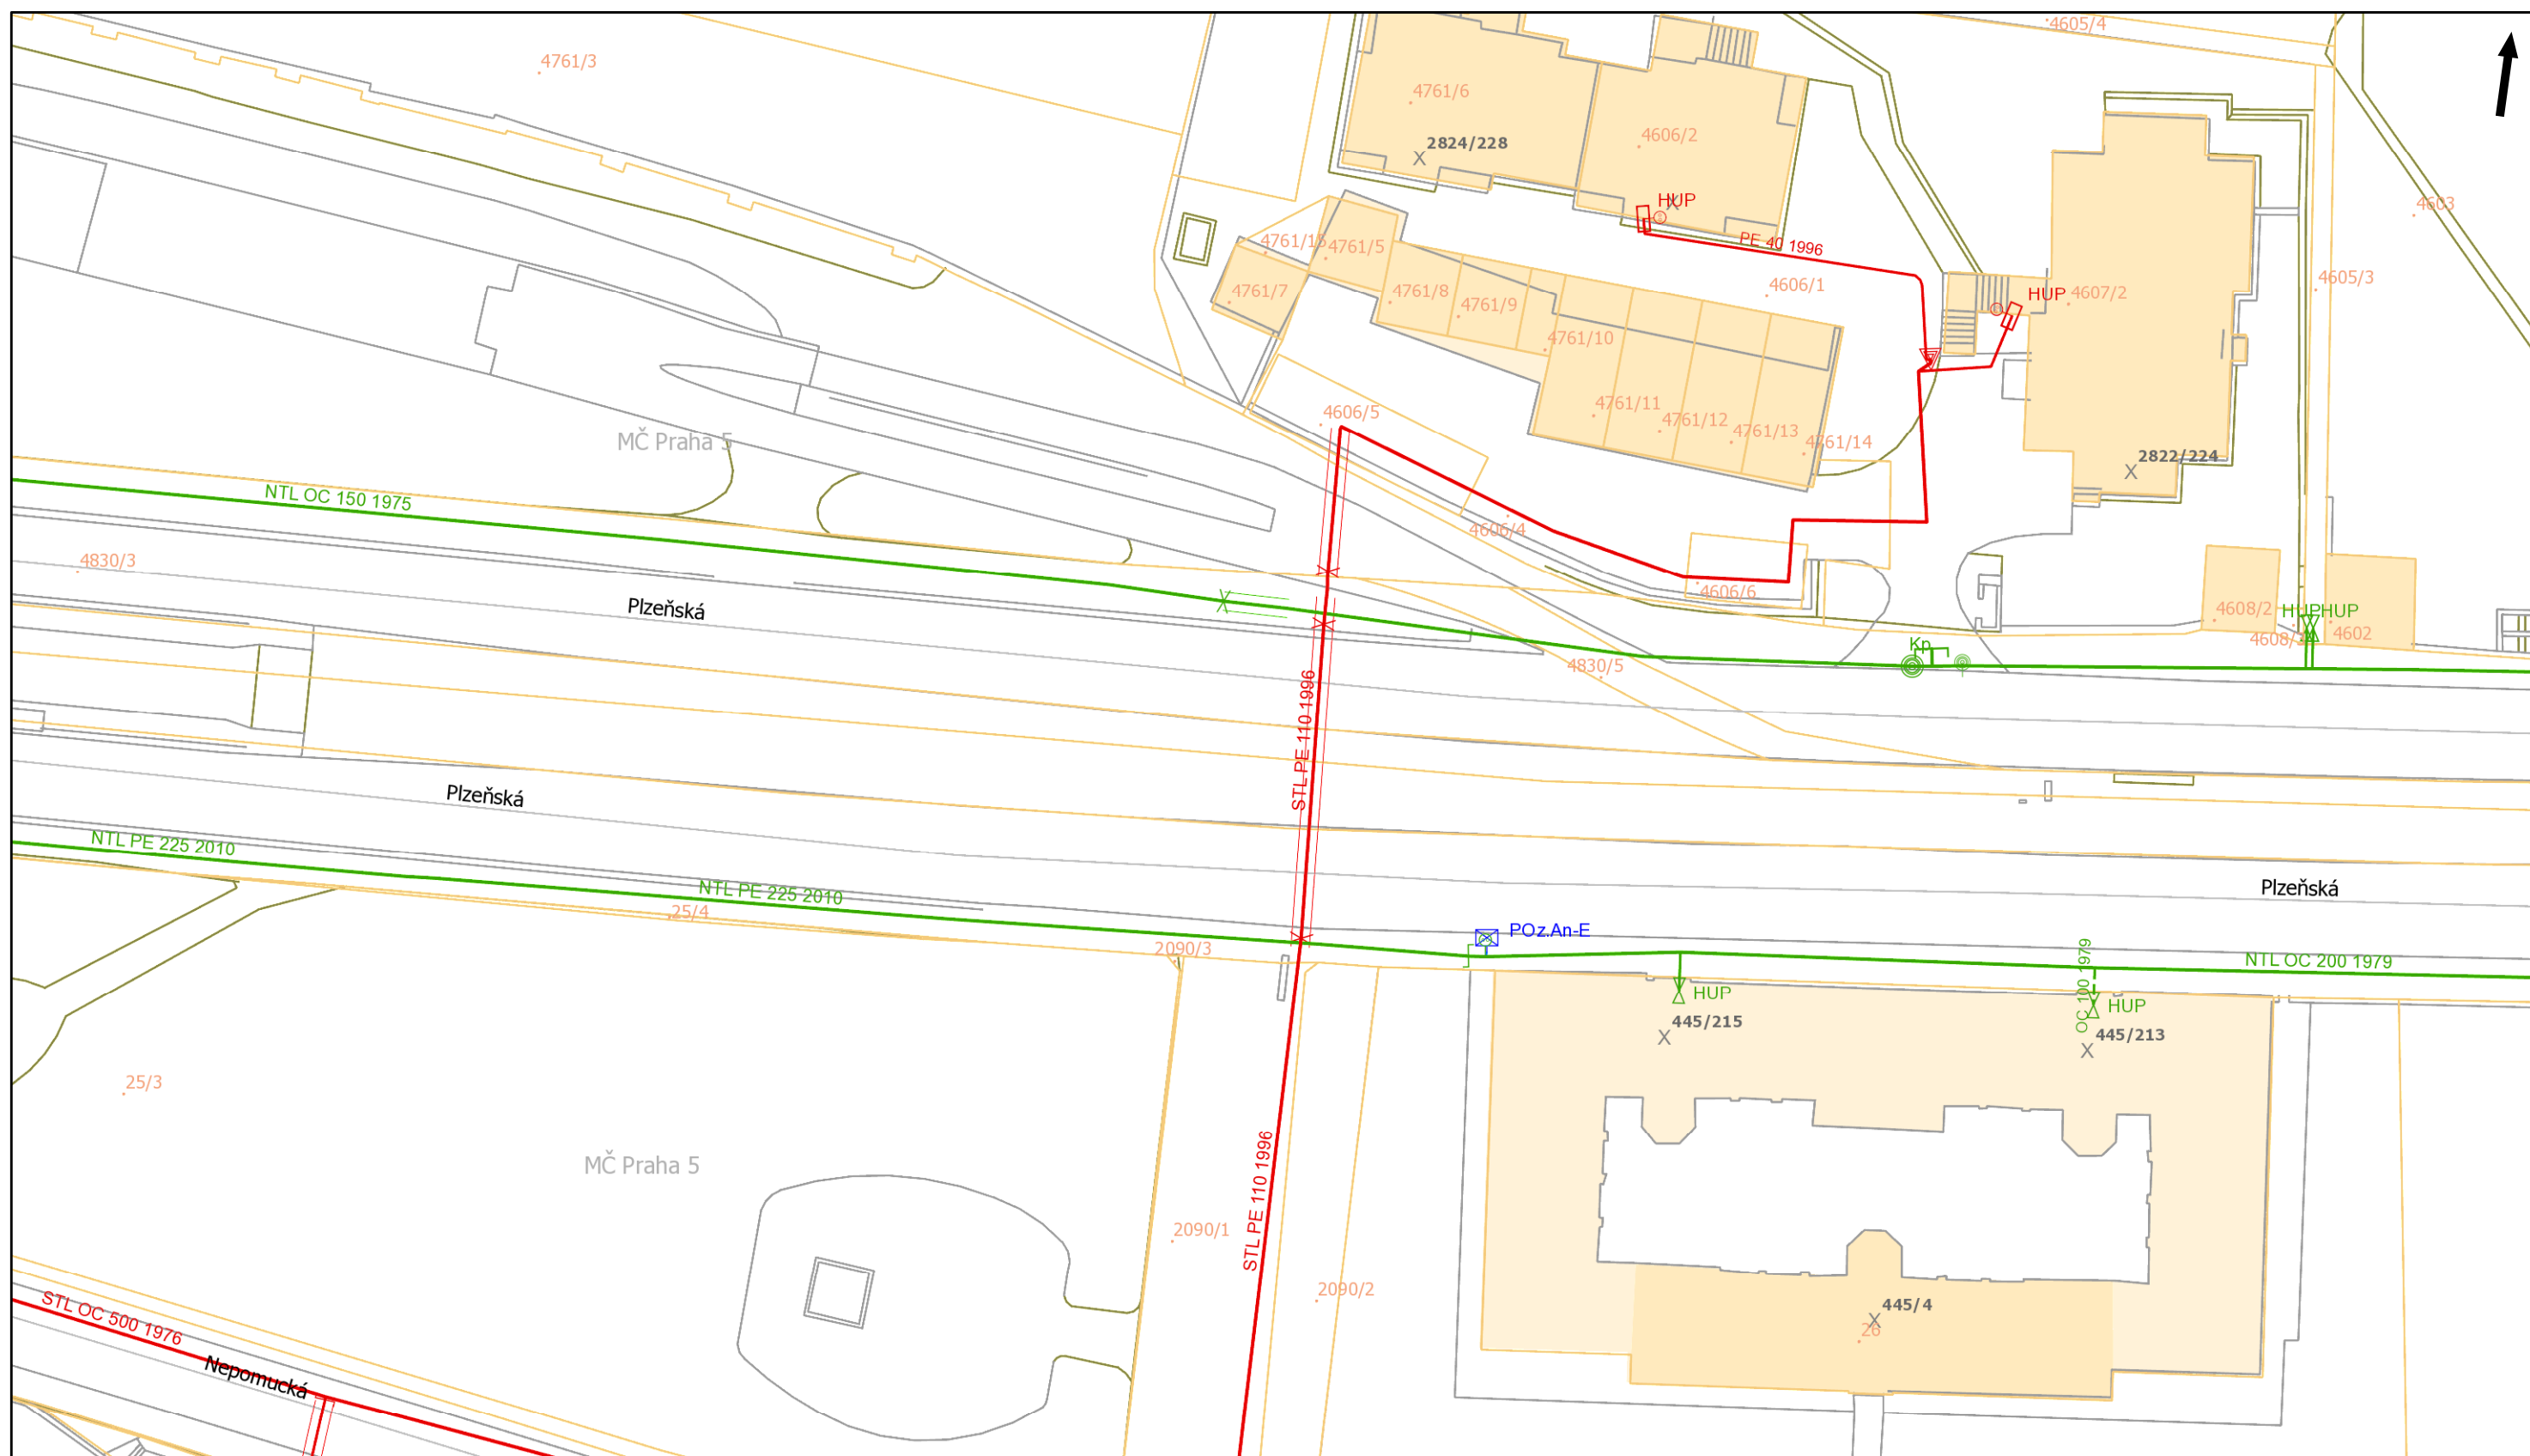 4605/4
4761/3
4761/6
4606/2
2824/228
HUP
4603
PE 40 1996
4761/15
4761/5
4606/1
4605/3
4761/7
4761/8
4761/9
HUP
4607/2
4761/10
4606/5
4761/11
4761/12
4761/13
4761/14
MČ Praha 5
2822/224
NTL OC 150 1975
4606/4
4830/3
4606/6
Plzeňská
4608/2
HUP
HUP
4602
Kp
4830/5
STL PE 110 1996
Plzeňská
NTL PE 225 2010
NTL PE 225 2010
Plzeňská
25/4
POz.An-E
2090/3
OC 100 1979
NTL OC 200 1979
HUP
HUP
445/215
445/213
25/3
MČ Praha 5
STL PE 110 1996
2090/1
2090/2
STL OC 500 1976
445/4
26
Nepomucká